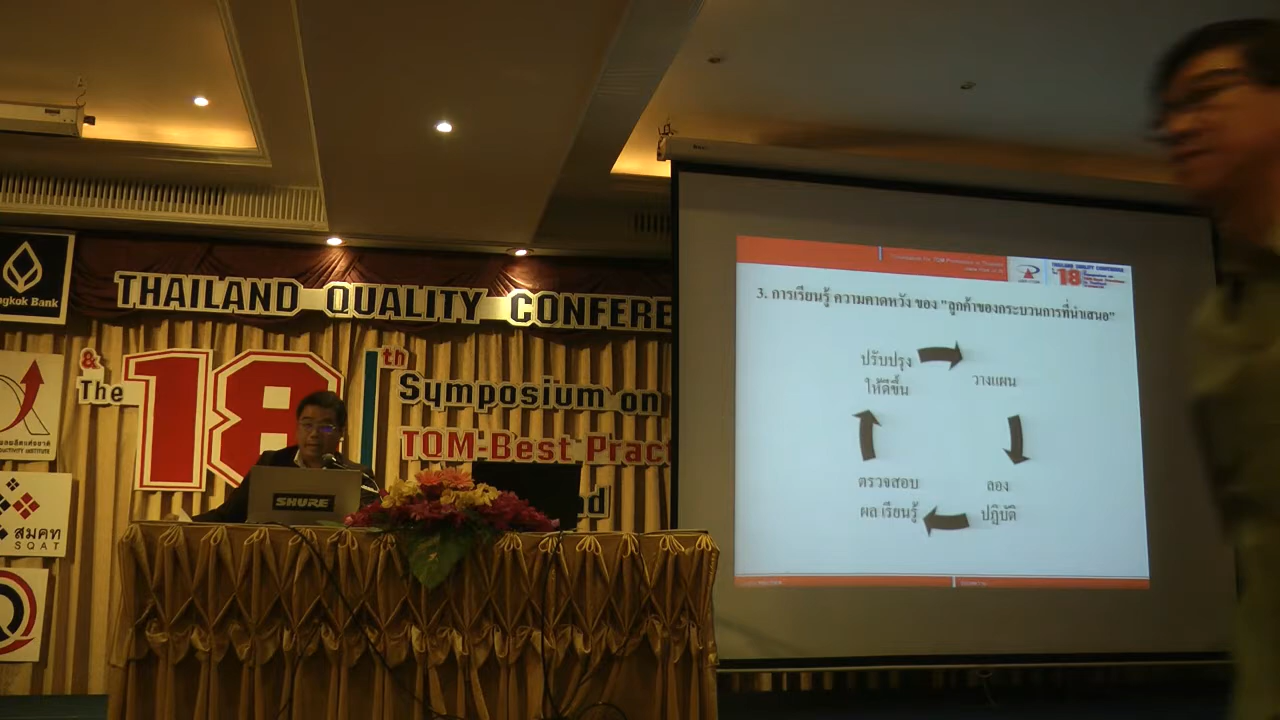 ngkok Bank
THAILAND QUALITY CONFERE
& The 18th
Symposium on
TQM-Best Pract
d
SHURE
สมคท
SQAT
THAILAND QUALITY CONFERENCE
18
3. การเรียนรู้ ความคาดหวัง ของ "ลูกค้าของกระบวนการที่นำเสนอ"
ปรับปรุง
ให้ดีขึ้น
วางแผน
ตรวจสอบ
ผล เรียนรู้
ลอง
ปฏิบัติ